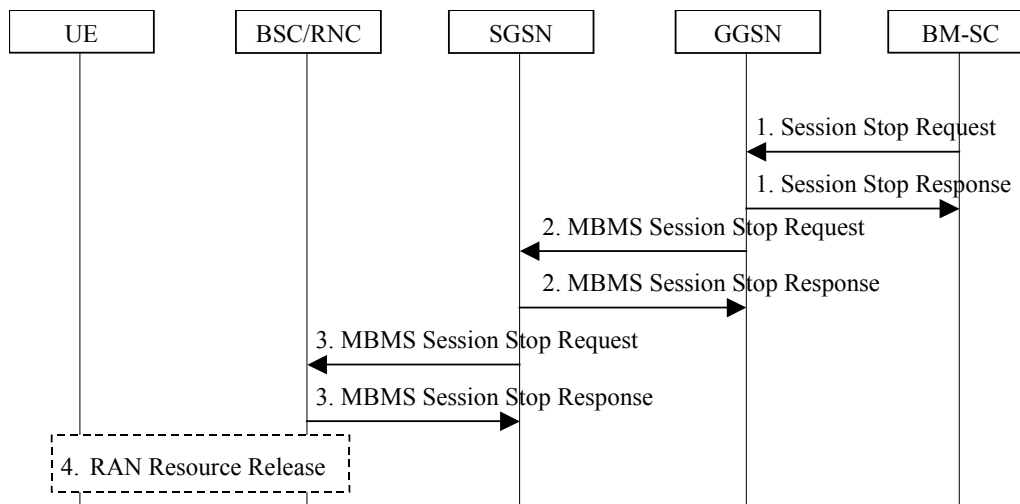 UE
BSC/RNC
SGSN
GGSN
BM-SC
1. Session Stop Request
1. Session Stop Response
2. MBMS Session Stop Request
2. MBMS Session Stop Response
3. MBMS Session Stop Request
3. MBMS Session Stop Response
4. RAN Resource Release